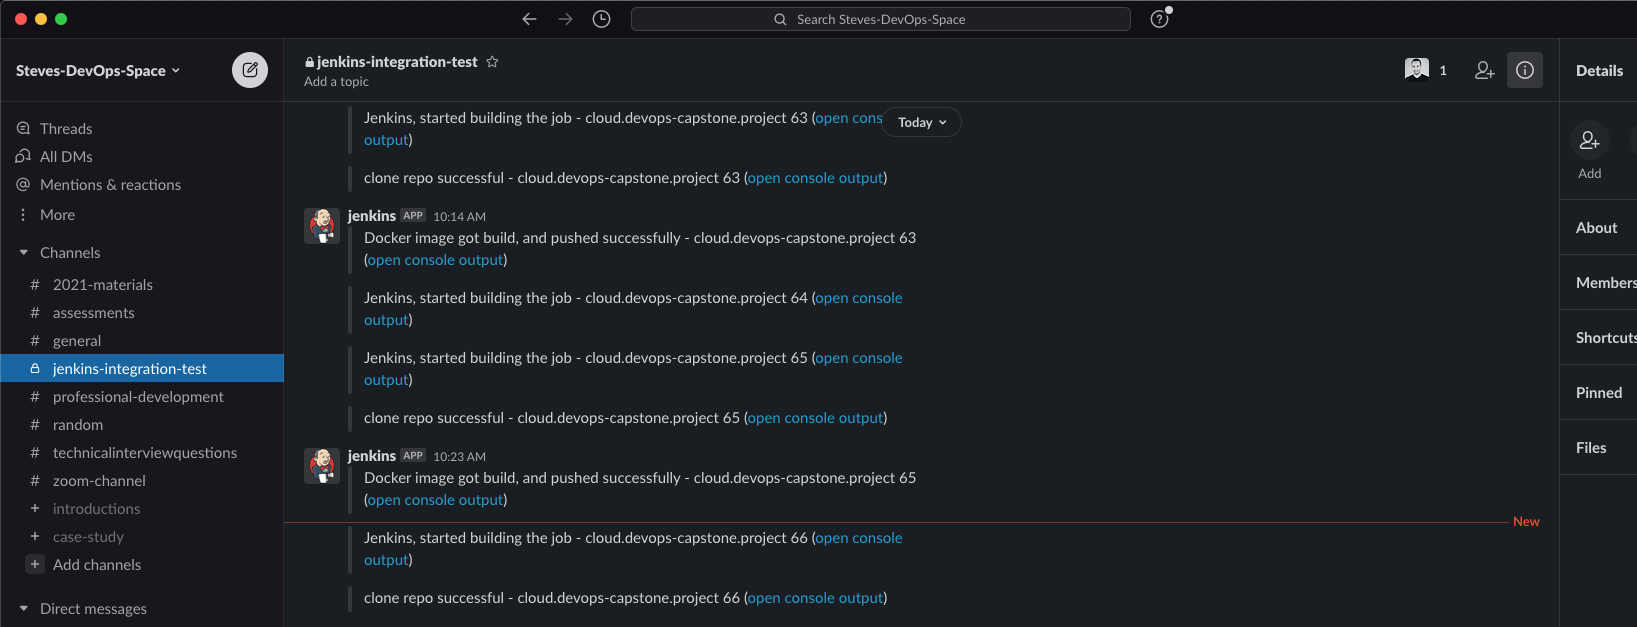 Search Steves-DevOps-Space
Steves-DevOps-Space
Threads
All DMs
Mentions & reactions
More
Channels
# 2021-materials
# assessments
# general
jenkins-integration-test
# professional-development
# random
# technicalinterviewquestions
# zoom-channel
+ introductions
+ case-study
+ Add channels
Direct messages
jenkins-integration-test
Add a topic
1
Today
Jenkins, started building the job - cloud.devops-capstone.project 63 (open cons
output)
clone repo successful - cloud.devops-capstone.project 63 (open console output)
jenkins APP 10:14 AM
Docker image got build, and pushed successfully - cloud.devops-capstone.project 63
(open console output)
Jenkins, started building the job - cloud.devops-capstone.project 64 (open console
output)
Jenkins, started building the job - cloud.devops-capstone.project 65 (open console
output)
clone repo successful - cloud.devops-capstone.project 65 (open console output)
jenkins APP 10:23 AM
Docker image got build, and pushed successfully - cloud.devops-capstone.project 65
(open console output)
New
Jenkins, started building the job - cloud.devops-capstone.project 66 (open console
output)
clone repo successful - cloud.devops-capstone.project 66 (open console output)
Details
Add
About
Members
Shortcuts
Pinned
Files